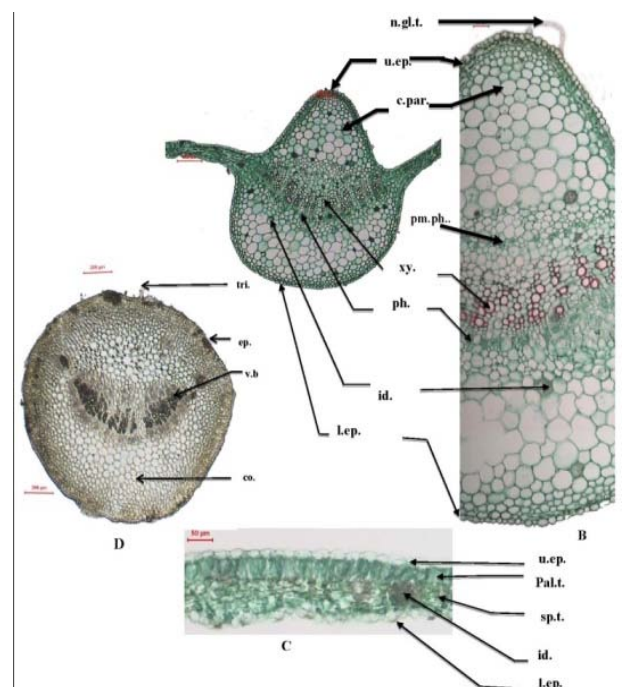 n.gl.t.
u.ep.
c.par.
pm.ph..
xy.
tri.
ph.
ep.
v.b
id.
l.ep.
co.
D
B
50 µm
u.ep.
Pal.t.
sp.t.
C
id.
l.ep.